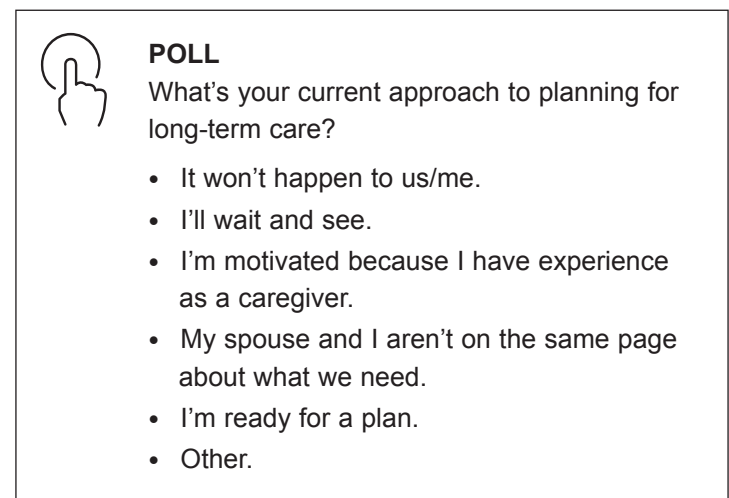 POLL
What’s your current approach to planning for
long-term care?
• It won’t happen to us/me.
• I’ll wait and see.
• I’m motivated because I have experience
as a caregiver.
• My spouse and I aren’t on the same page
about what we need.
• I’m ready for a plan.
• Other.